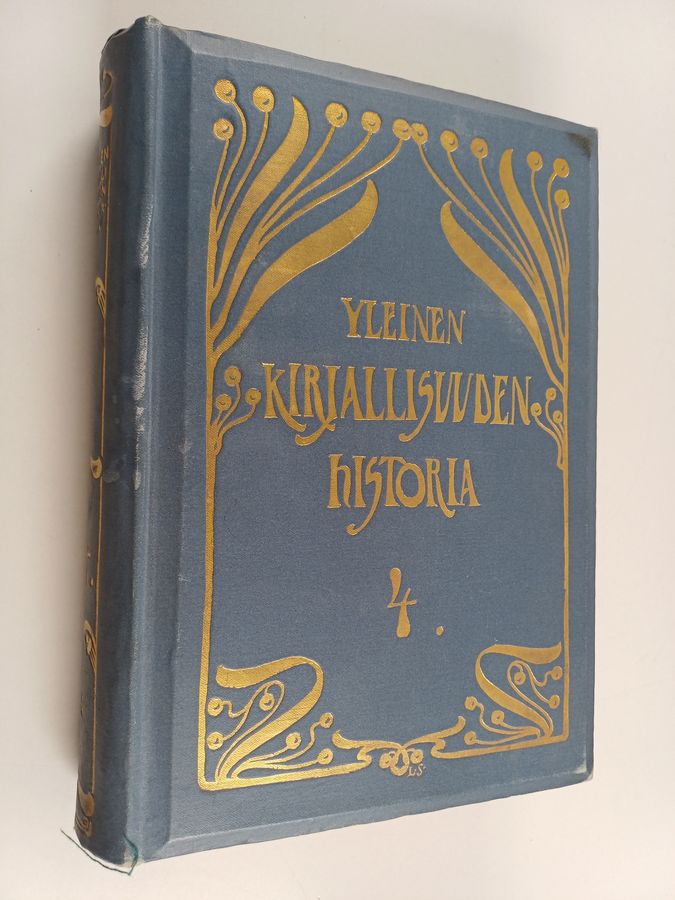 YLEINEN
KIRJALLISUUDEN
HISTORIA
4.
L.S.